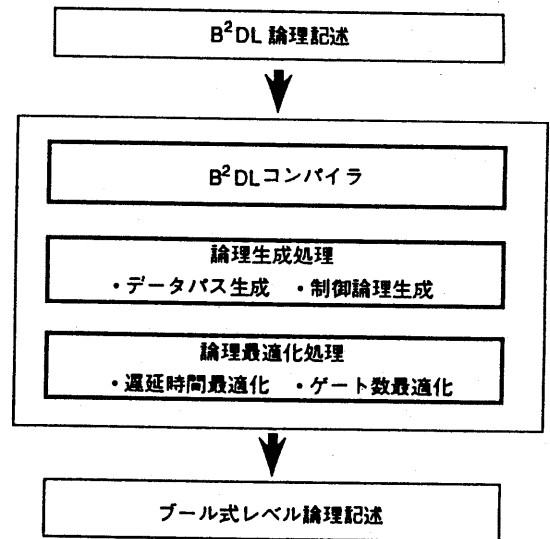 B²DL 論理記述
B²DLコンパイラ
論理生成処理
・データパス生成 ・制御論理生成
論理最適化処理
・遅延時間最適化 ・ゲート数最適化
ブール式レベル論理記述